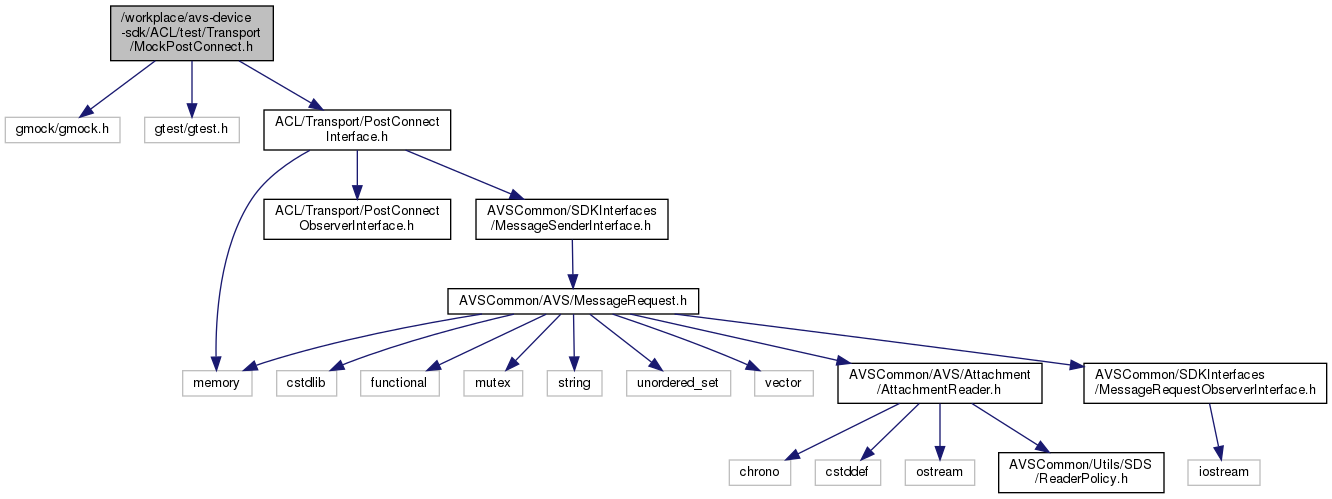 /workplace/avs-device
-sdk/ACL/test/Transport
/MockPostConnect.h
gmock/gmock.h
gtest/gtest.h
ACL/Transport/PostConnect
Interface.h
ACL/Transport/PostConnect
ObserverInterface.h
AVSCommon/SDKInterfaces
/MessageSenderInterface.h
AVSCommon/AVS/MessageRequest.h
memory
cstdlib
functional
mutex
string
unordered_set
vector
AVSCommon/AVS/Attachment
/AttachmentReader.h
AVSCommon/SDKInterfaces
/MessageRequestObserverInterface.h
chrono
cstddef
ostream
AVSCommon/Utils/SDS
/ReaderPolicy.h
iostream